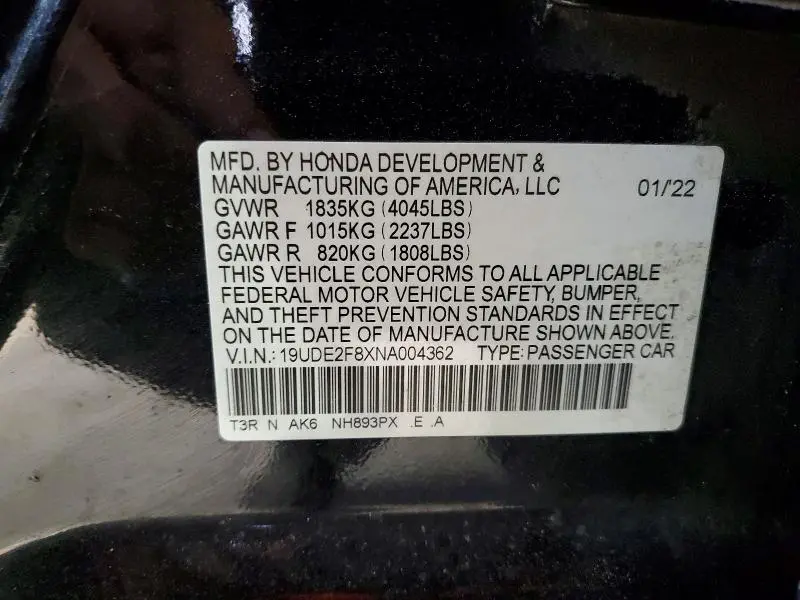 MFD. BY HONDA DEVELOPMENT &
MANUFACTURING OF AMERICA, LLC 01/'22
GVWR 1835KG (4045LBS)
GAWR F 1015KG (2237LBS)
GAWR R 820KG (1808LBS)
THIS VEHICLE CONFORMS TO ALL APPLICABLE
FEDERAL MOTOR VEHICLE SAFETY, BUMPER,
AND THEFT PREVENTION STANDARDS IN EFFECT
ON THE DATE OF MANUFACTURE SHOWN ABOVE.
V.I.N.: 19UDE2F8XNA004362 TYPE: PASSENGER CAR
T3R N AK6 NH893PX .E .A